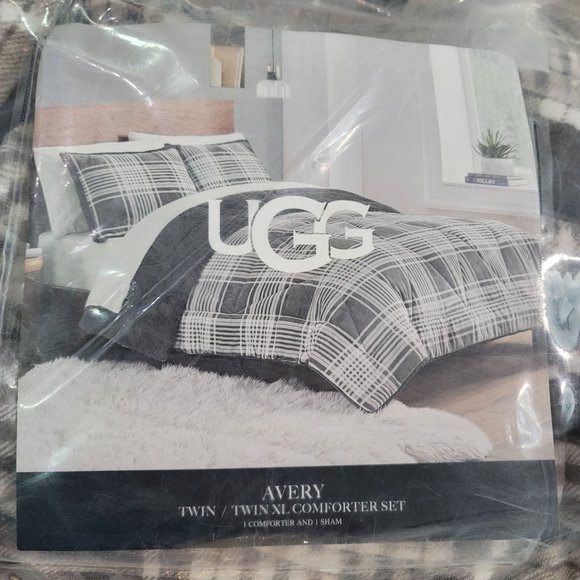 UGG
AVERY
TWIN / TWIN XL COMFORTER SET
1 COMFORTER AND 1 SHAM